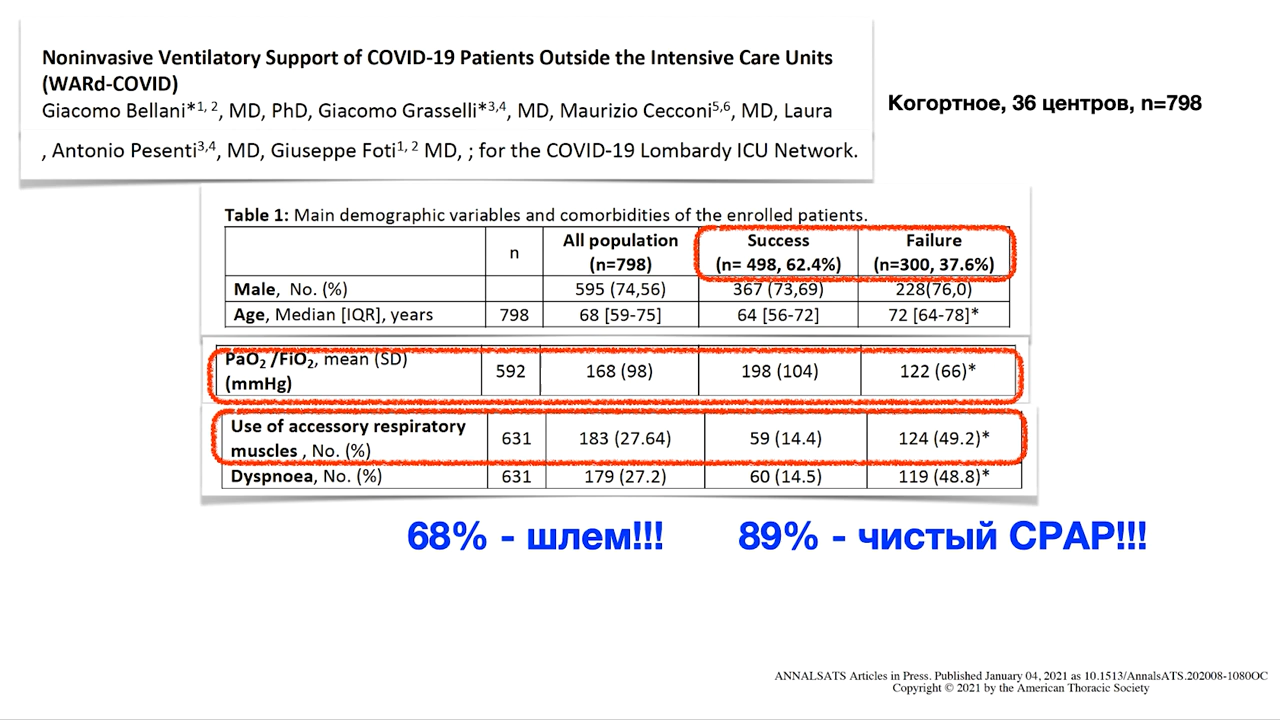 Noninvasive Ventilatory Support of COVID-19 Patients Outside the Intensive Care Units
(WARd-COVID)
Giacomo Bellani*1, 2, MD, PhD, Giacomo Grasselli*3,4, MD, Maurizio Cecconi5,6, MD, Laura
, Antonio Pesenti3,4, MD, Giuseppe Foti1, 2 MD, ; for the COVID-19 Lombardy ICU Network.
Когортное, 36 центров, n=798
Table 1: Main demographic variables and comorbidities of the enrolled patients.
n All population (n=798) Success (n= 498, 62.4%) Failure (n=300, 37.6%)
Male, No. (%) 595 (74,56) 367 (73,69) 228(76,0)
Age, Median [IQR], years 798 68 [59-75] 64 [56-72] 72 [64-78]*
PaO2 /FiO2, mean (SD) (mmHg) 592 168 (98) 198 (104) 122 (66)*
Use of accessory respiratory muscles , No. (%) 631 183 (27.64) 59 (14.4) 124 (49.2)*
Dyspnoea, No. (%) 631 179 (27.2) 60 (14.5) 119 (48.8)*
68% - шлем!!! 89% - чистый CPAP!!!
ANNALSATS Articles in Press. Published January 04, 2021 as 10.1513/AnnalsATS.202008-1080OC
Copyright © 2021 by the American Thoracic Society